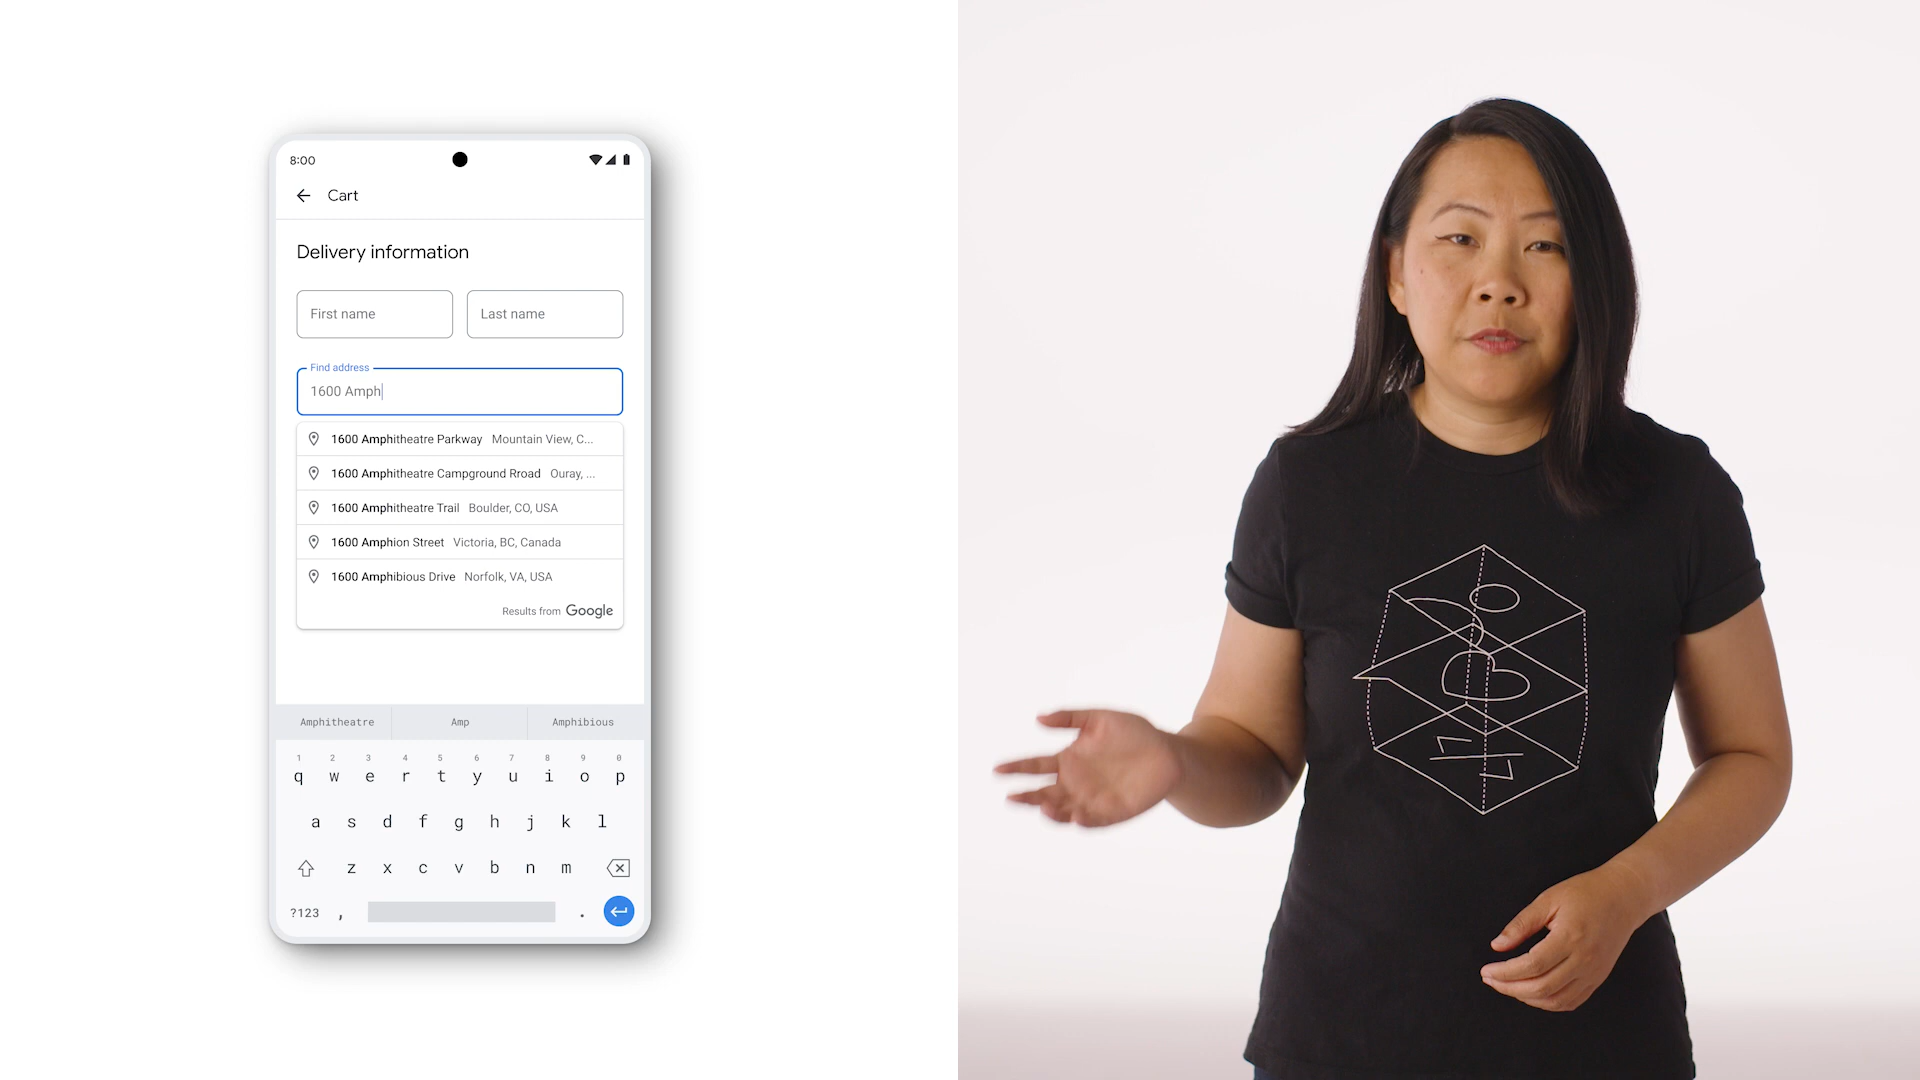 8:00
Cart
Delivery information
First name
Last name
Find address
1600 Amph
1600 Amphitheatre Parkway Mountain View, C...
1600 Amphitheatre Campground Rroad Ouray, ...
1600 Amphitheatre Trail Boulder, CO, USA
1600 Amphion Street Victoria, BC, Canada
1600 Amphibious Drive Norfolk, VA, USA
Results from Google
Amphitheatre Amp Amphibious
1 2 3 4 5 6 7 8 9 0
q w e r t y u i o p
a s d f g h j k l
z x c v b n m
?123 , .